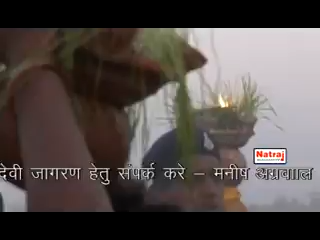 Natraj
देवी जागरण हेतु संपर्क करे – मनीष अग्रवाल